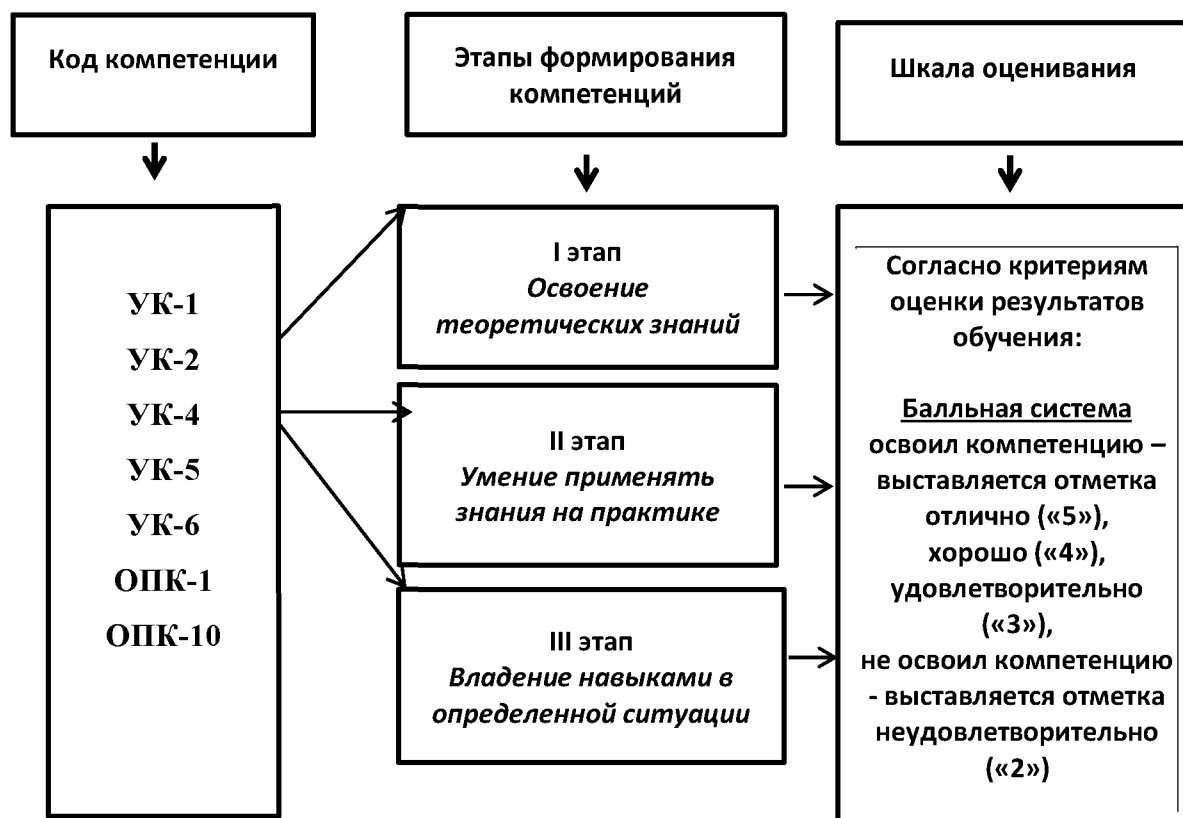 Код компетенции
Этапы формирования
компетенций
Шкала оценивания
УК-1
УК-2
УК-4
УК-5
УК-6
ОПК-1
ОПК-10
I этап
Освоение
теоретических знаний
II этап
Умение применять
знания на практике
III этап
Владение навыками в
определенной ситуации
Согласно критериям
оценки результатов
обучения:
Балльная система
освоил компетенцию –
выставляется отметка
отлично («5»),
хорошо («4»),
удовлетворительно
(«3»),
не освоил компетенцию
- выставляется отметка
неудовлетворительно
(«2»)